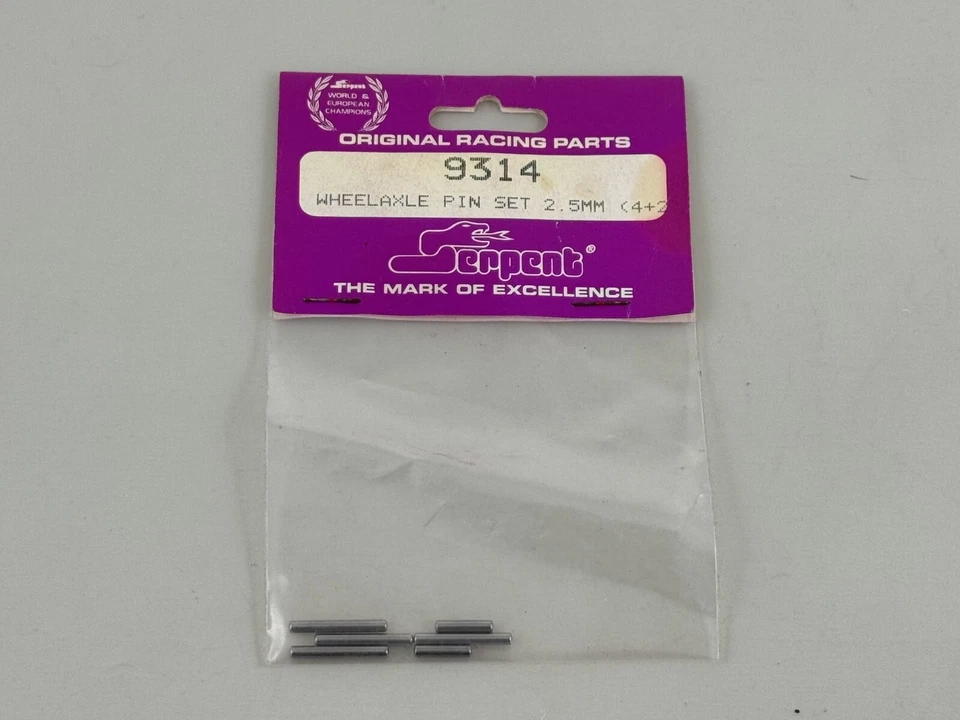 Serpent
WORLD &
EUROPEAN
CHAMPIONS
ORIGINAL RACING PARTS
9314
WHEELAXLE PIN SET 2.5MM (4+2
Serpent®
THE MARK OF EXCELLENCE